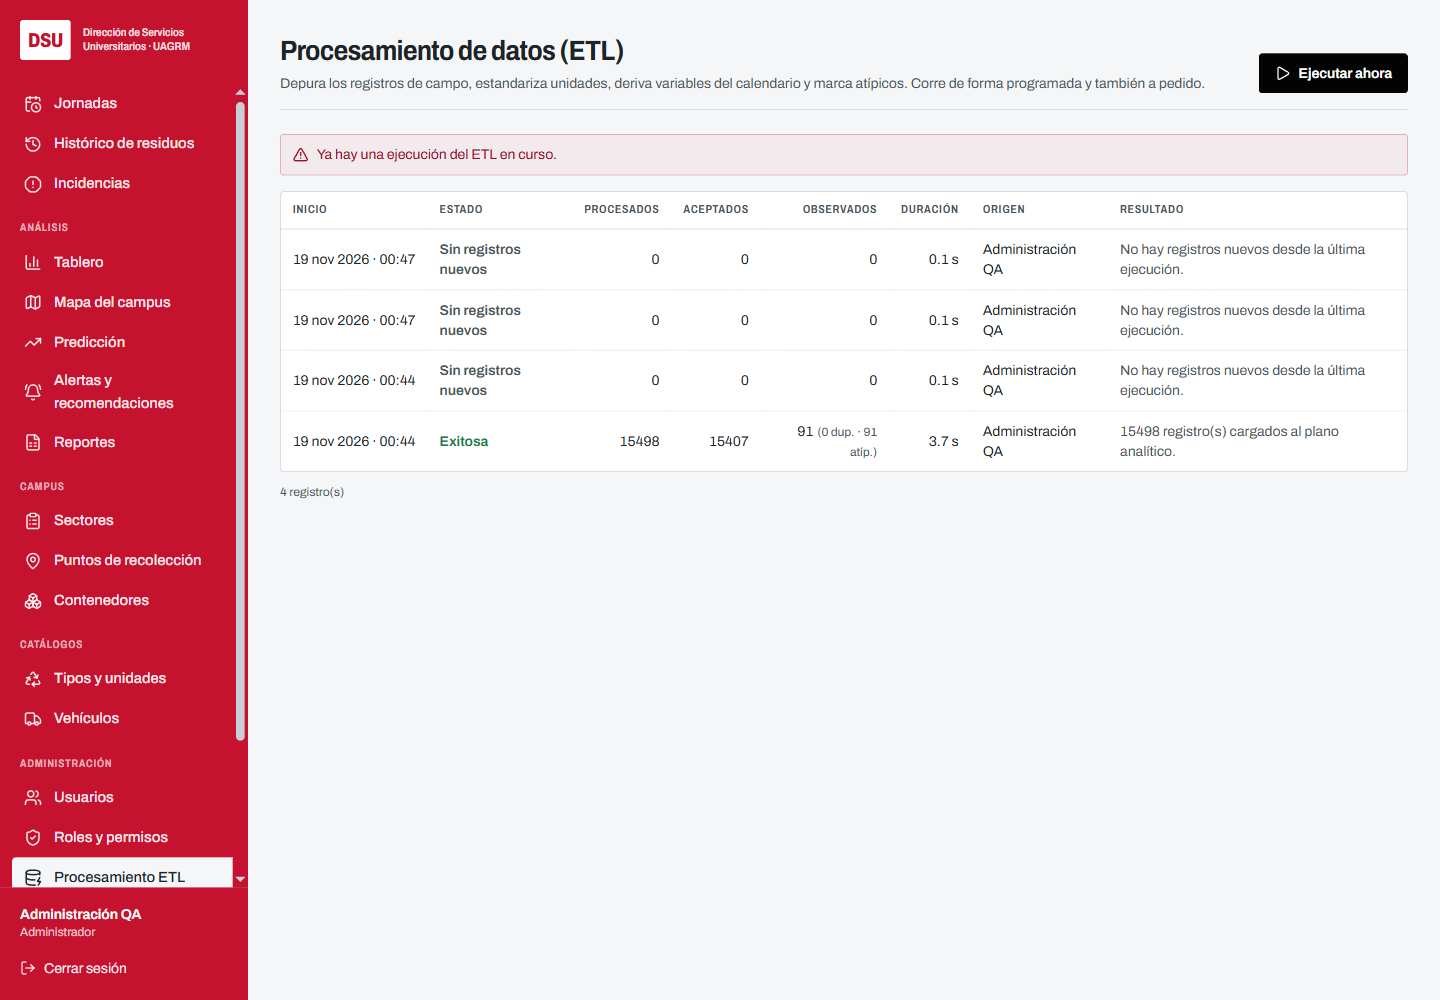 DSU
Dirección de Servicios
Universitarios · UAGRM
Jornadas
Histórico de residuos
Incidencias
ANÁLISIS
Tablero
Mapa del campus
Predicción
Alertas y
recomendaciones
Reportes
CAMPUS
Sectores
Puntos de recolección
Contenedores
CATÁLOGOS
Tipos y unidades
Vehículos
ADMINISTRACIÓN
Usuarios
Roles y permisos
Procesamiento ETL
Administración QA
Administrador
Cerrar sesión
Procesamiento de datos (ETL)
Depura los registros de campo, estandariza unidades, deriva variables del calendario y marca atípicos. Corre de forma programada y también a pedido.
Ejecutar ahora
Ya hay una ejecución del ETL en curso.
INICIO ESTADO PROCESADOS ACEPTADOS OBSERVADOS DURACIÓN ORIGEN RESULTADO
19 nov 2026 · 00:47 Sin registros nuevos 0 0 0 0.1 s Administración QA No hay registros nuevos desde la última ejecución.
19 nov 2026 · 00:47 Sin registros nuevos 0 0 0 0.1 s Administración QA No hay registros nuevos desde la última ejecución.
19 nov 2026 · 00:44 Sin registros nuevos 0 0 0 0.1 s Administración QA No hay registros nuevos desde la última ejecución.
19 nov 2026 · 00:44 Exitosa 15498 15407 91 (0 dup. · 91 atíp.) 3.7 s Administración QA 15498 registro(s) cargados al plano analítico.
4 registro(s)